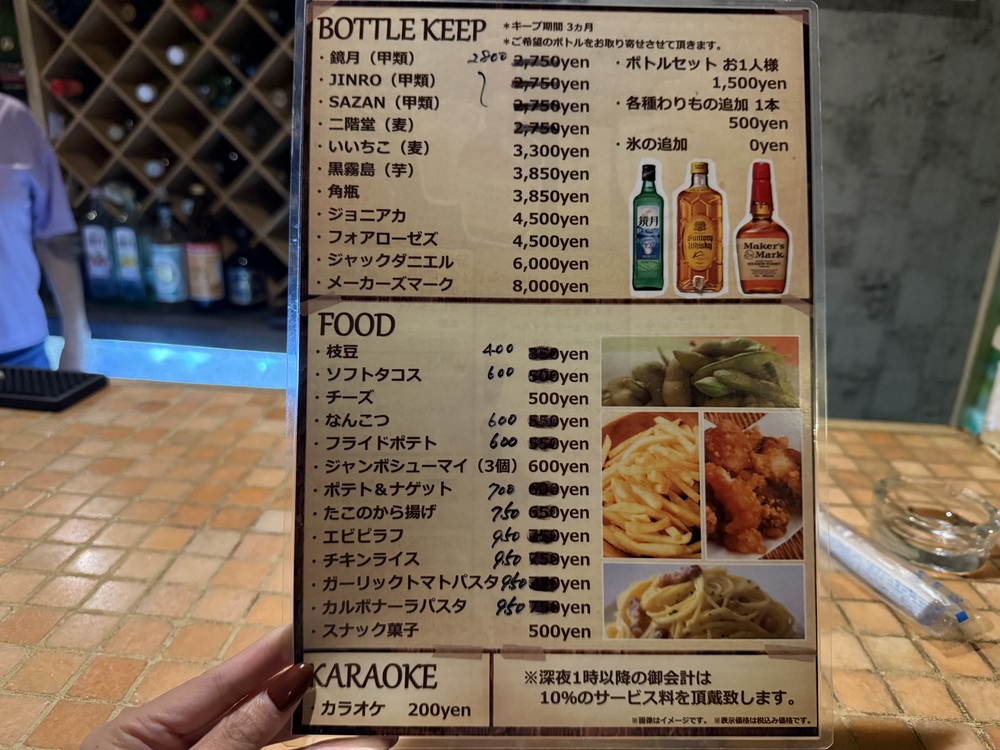 BOTTLE KEEP
＊キープ期間 3ヵ月
＊ご希望のボトルをお取り寄せさせて頂きます。
・鏡月（甲類） 2800 2,750yen
・JINRO（甲類） 2,750yen
・SAZAN（甲類） 2,750yen
・二階堂（麦） 2,750yen
・いいちこ（麦） 3,300yen
・黒霧島（芋） 3,850yen
・角瓶 3,850yen
・ジョニアカ 4,500yen
・フォアローゼズ 4,500yen
・ジャックダニエル 6,000yen
・メーカーズマーク 8,000yen
・ボトルセット お1人様
1,500yen
・各種わりもの追加 1本
500yen
・氷の追加 0yen
鏡月
Suntory
Whisky
Maker's
Mark
FOOD
・枝豆 400 yen
・ソフトタコス 600 500yen
・チーズ 500yen
・なんこつ 600 550yen
・フライドポテト 600 550yen
・ジャンボシューマイ（3個）600yen
・ポテト＆ナゲット 700 600yen
・たこのから揚げ 750 650yen
・エビピラフ 950 750yen
・チキンライス 950 750yen
・ガーリックトマトパスタ 950 yen
・カルボナーラパスタ 950 750yen
・スナック菓子 500yen
KARAOKE
・カラオケ 200yen
※深夜1時以降の御会計は
10%のサービス料を頂戴致します。
※画像はイメージです。 ※表示価格は税込み価格です。